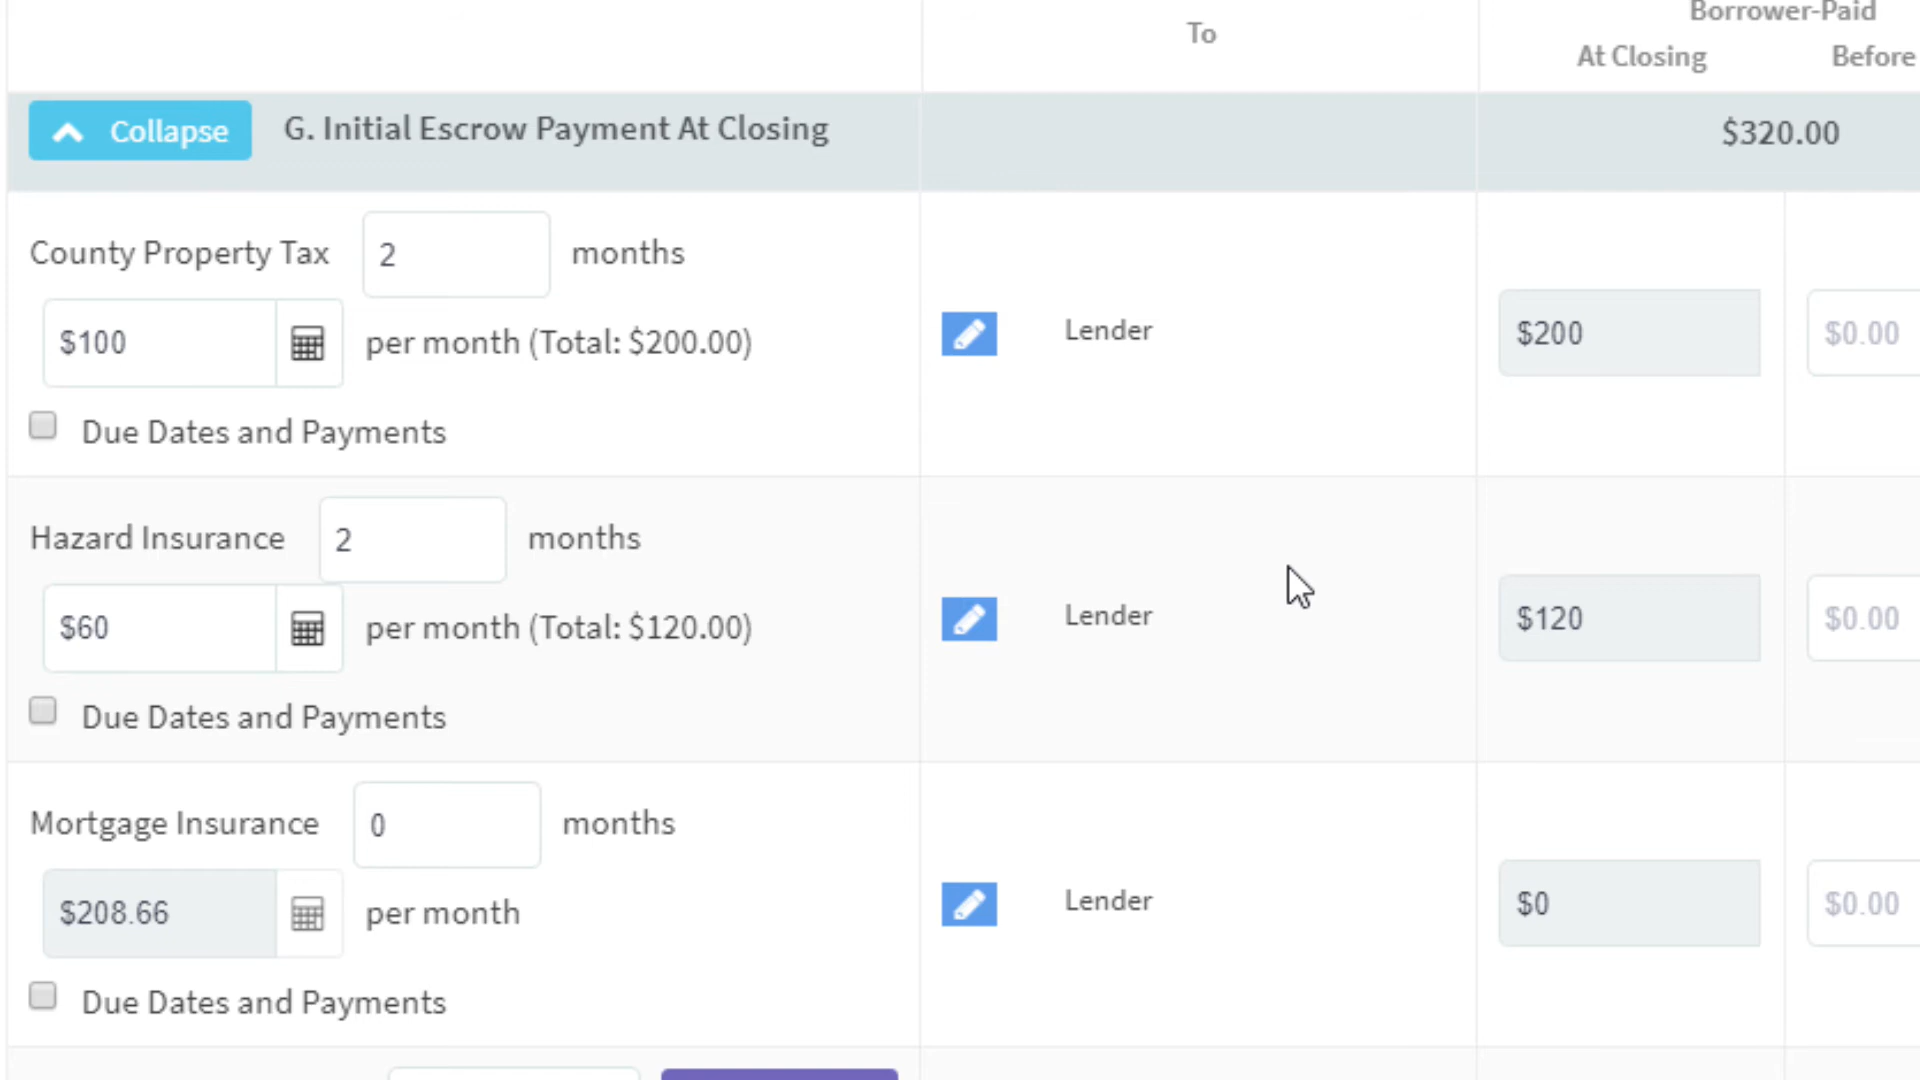 Borrower-Paid
To
At Closing
Before
Collapse
G. Initial Escrow Payment At Closing
$320.00
County Property Tax 2 months
$100 per month (Total: $200.00)
Lender
$200
$0.00
Due Dates and Payments
Hazard Insurance 2 months
$60 per month (Total: $120.00)
Lender
$120
$0.00
Due Dates and Payments
Mortgage Insurance 0 months
$208.66 per month
Lender
$0
$0.00
Due Dates and Payments